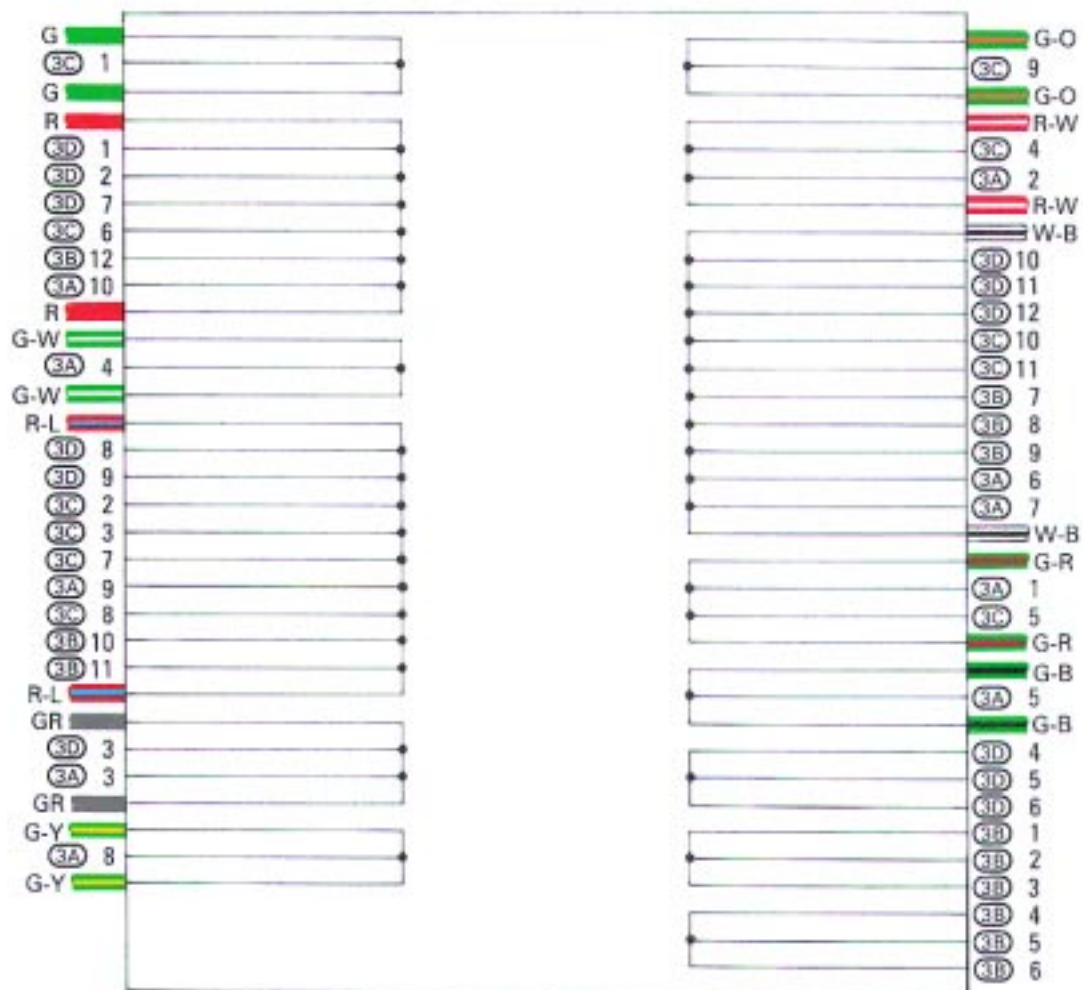 G
3C 1
G
R
3D 1
3D 2
3D 7
3C 6
3B 12
3A 10
R
G-W
3A 4
G-W
R-L
3D 8
3D 9
3C 2
3C 3
3C 7
3A 9
3C 8
3B 10
3B 11
R-L
GR
3D 3
3A 3
GR
G-Y
3A 8
G-Y
G-O
3C 9
G-O
R-W
3C 4
3A 2
R-W
W-B
3D 10
3D 11
3D 12
3C 10
3C 11
3B 7
3B 8
3B 9
3A 6
3A 7
W-B
G-R
3A 1
3C 5
G-R
G-B
3A 5
G-B
3D 4
3D 5
3D 6
3B 1
3B 2
3B 3
3B 4
3B 5
3B 6